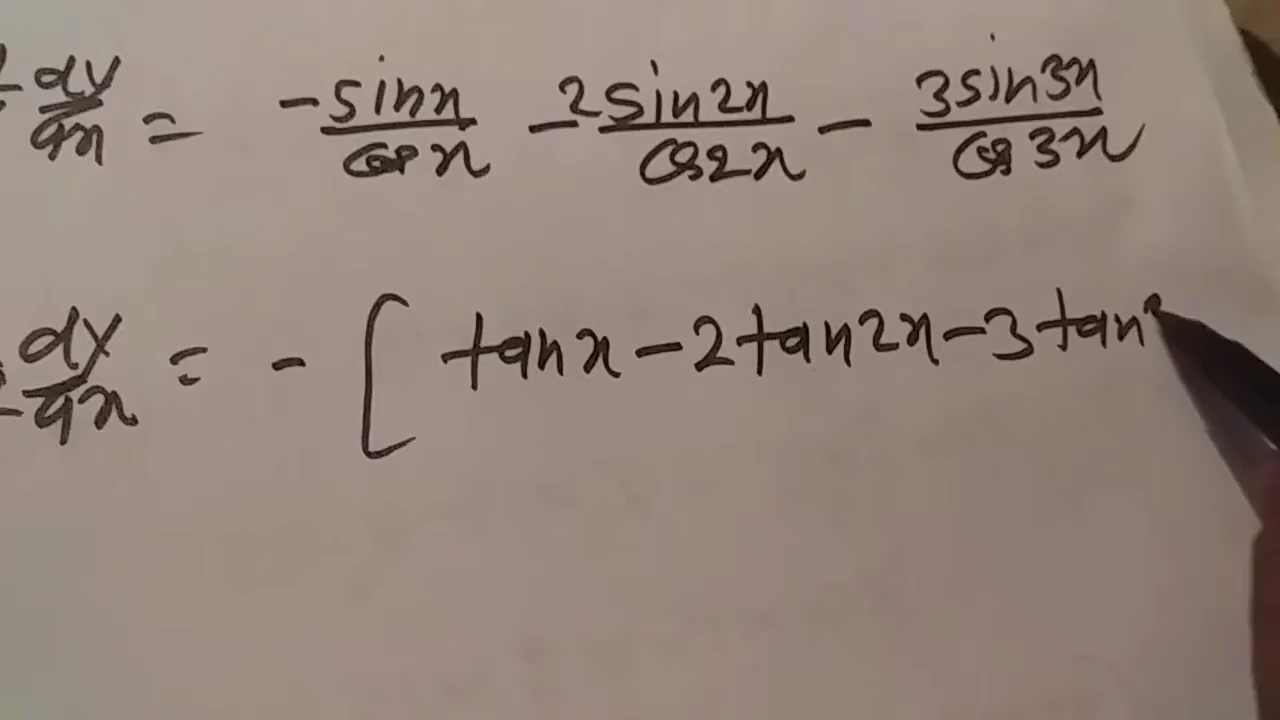 dy/dx = -sinx/cosx - 2sin2x/cos2x - 3sin3x/cos3x
dy/dx = - [ tanx - 2tan2x - 3tan